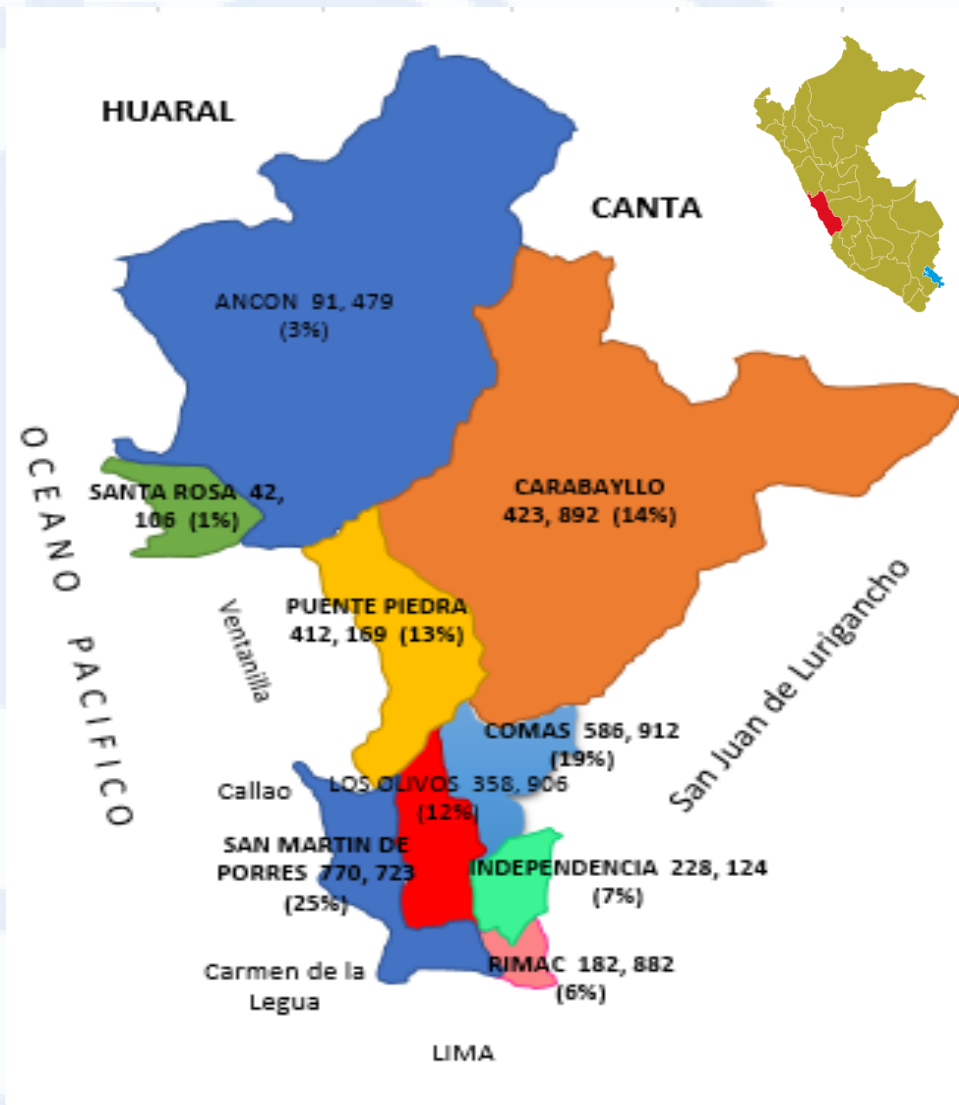 HUARAL
CANTA
ANCON 91, 479
(3%)
OCEANO PACIFICO
SANTA ROSA 42,
106 (1%)
CARABAYLLO
423, 892 (14%)
Ventanilla
PUENTE PIEDRA
412, 169 (13%)
San Juan de Lurigancho
COMAS 586, 912
(19%)
Callao
LOS OLIVOS 358, 906
(12%)
SAN MARTIN DE
PORRES 770, 723
(25%)
INDEPENDENCIA 228, 124
(7%)
Carmen de la
Legua
RIMAC 182, 882
(6%)
LIMA